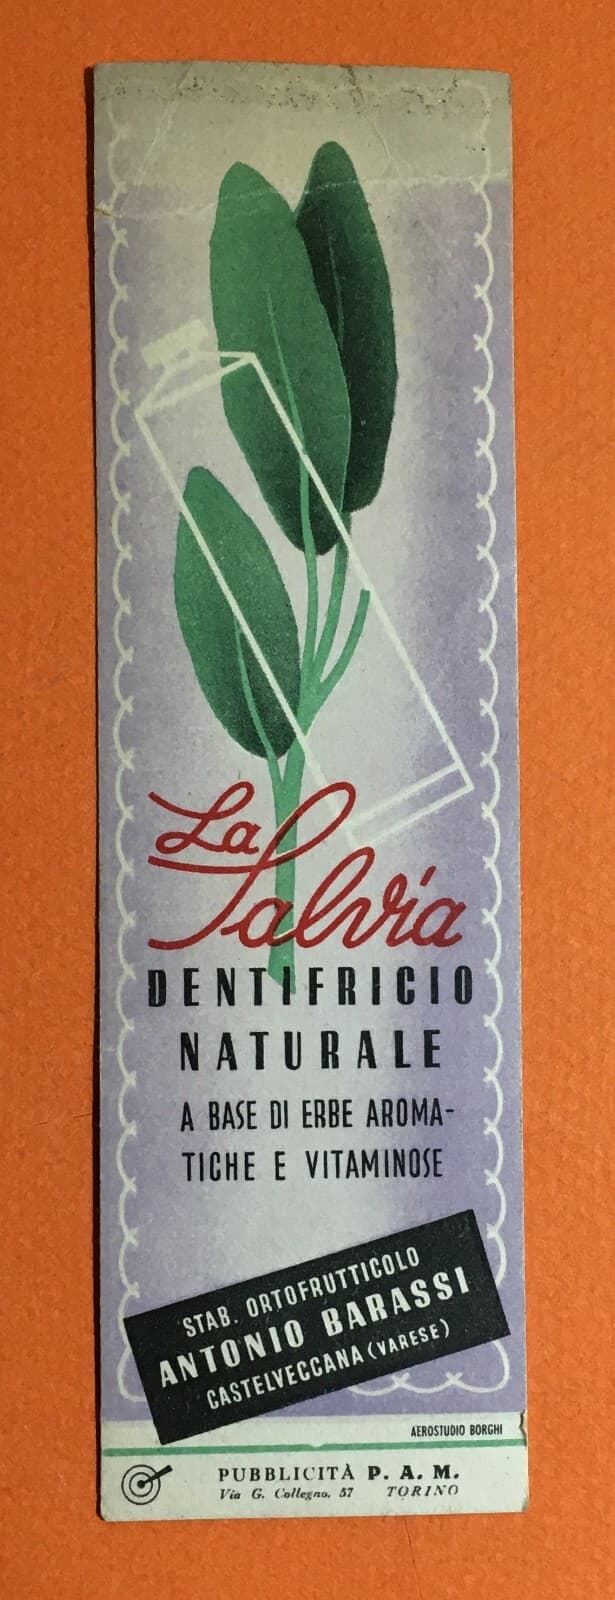 La
Salvia
DENTIFRICIO
NATURALE
A BASE DI ERBE AROMA-
TICHE E VITAMINOSE
STAB. ORTOFRUTTICOLO
ANTONIO BARASSI
CASTELVECCANA (VARESE)
AEROSTUDIO BORGHI
PUBBLICITÀ P. A. M.
Via G. Collegno, 57 TORINO